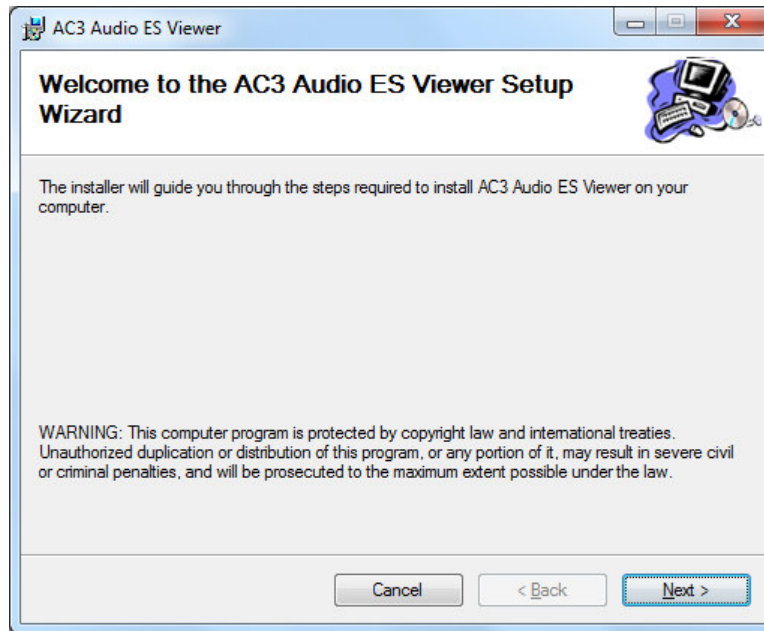 AC3 Audio ES Viewer
Welcome to the AC3 Audio ES Viewer Setup
Wizard
The installer will guide you through the steps required to install AC3 Audio ES Viewer on your
computer.
WARNING: This computer program is protected by copyright law and international treaties.
Unauthorized duplication or distribution of this program, or any portion of it, may result in severe civil
or criminal penalties, and will be prosecuted to the maximum extent possible under the law.
Cancel
< Back
Next >